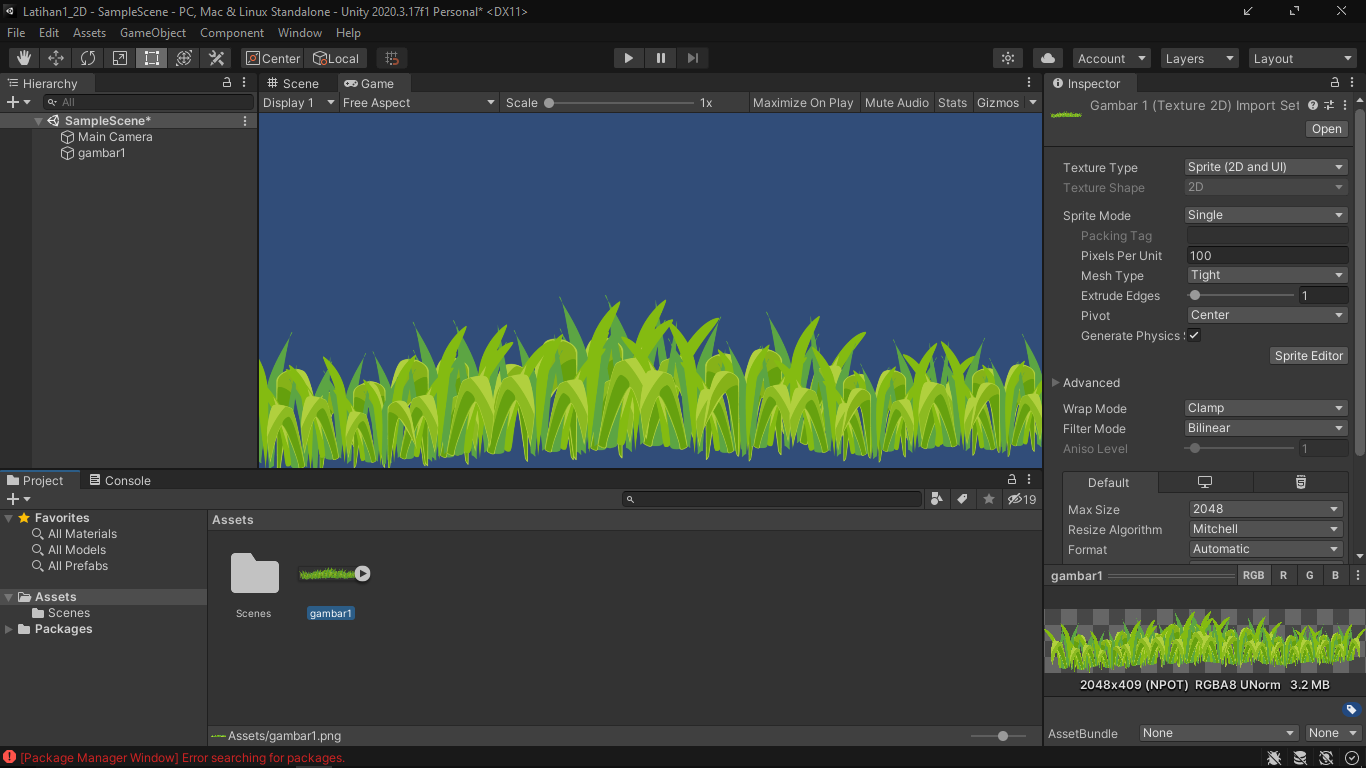 Latihan1_2D - SampleScene - PC, Mac & Linux Standalone - Unity 2020.3.17f1 Personal* <DX11>
File Edit Assets GameObject Component Window Help
Center Local Account Layers Layout
Hierarchy
All
SampleScene*
Main Camera
gambar1
Scene Game
Display 1 Free Aspect Scale 1x Maximize On Play Mute Audio Stats Gizmos
Inspector
Gambar 1 (Texture 2D) Import Set
Open
Texture Type Sprite (2D and UI)
Texture Shape 2D
Sprite Mode Single
Packing Tag
Pixels Per Unit 100
Mesh Type Tight
Extrude Edges 1
Pivot Center
Generate Physics
Sprite Editor
Advanced
Wrap Mode Clamp
Filter Mode Bilinear
Aniso Level 1
Default
Max Size 2048
Resize Algorithm Mitchell
Format Automatic
gambar1 RGB R G B
2048x409 (NPOT) RGBA8 UNorm 3.2 MB
AssetBundle None None
Project Console
19
Favorites
All Materials
All Models
All Prefabs
Assets
Scenes
Packages
Assets
Scenes
gambar1
Assets/gambar1.png
[Package Manager Window] Error searching for packages.